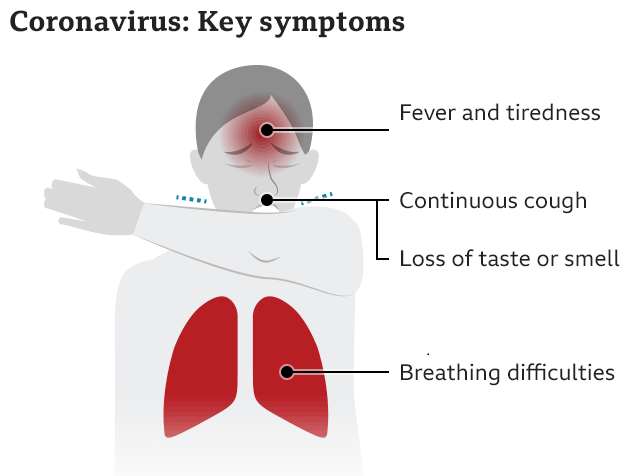 Coronavirus: Key symptoms
Fever and tiredness
Continuous cough
Loss of taste or smell
Breathing difficulties